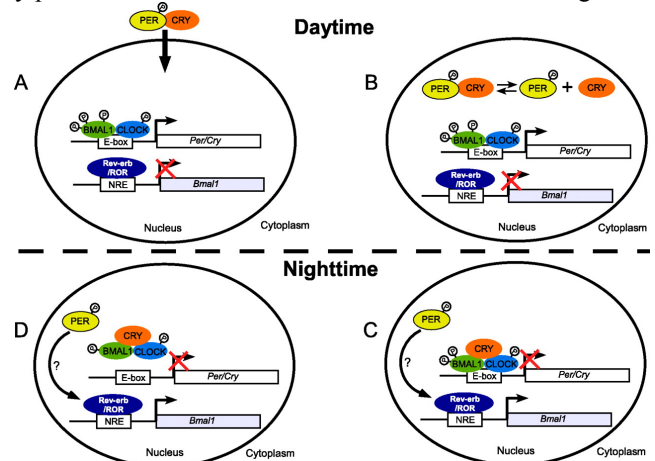 P
PER CRY
Daytime
A
P P P P
BMAL1 CLOCK
E-box
Per/Cry
Rev-erb
/ROR
NRE
Bmal1
Nucleus
Cytoplasm
B
P P
PER CRY ⇌ PER + CRY
P P P P
BMAL1 CLOCK
E-box
Per/Cry
Rev-erb
/ROR
NRE
Bmal1
Nucleus
Cytoplasm
Nighttime
D
P
PER
CRY
P P
BMAL1 CLOCK
?
E-box
Per/Cry
Rev-erb
/ROR
NRE
Bmal1
Nucleus
Cytoplasm
C
P
PER
CRY
P P P
BMAL1 CLOCK
?
E-box
Per/Cry
Rev-erb
/ROR
NRE
Bmal1
Nucleus
Cytoplasm